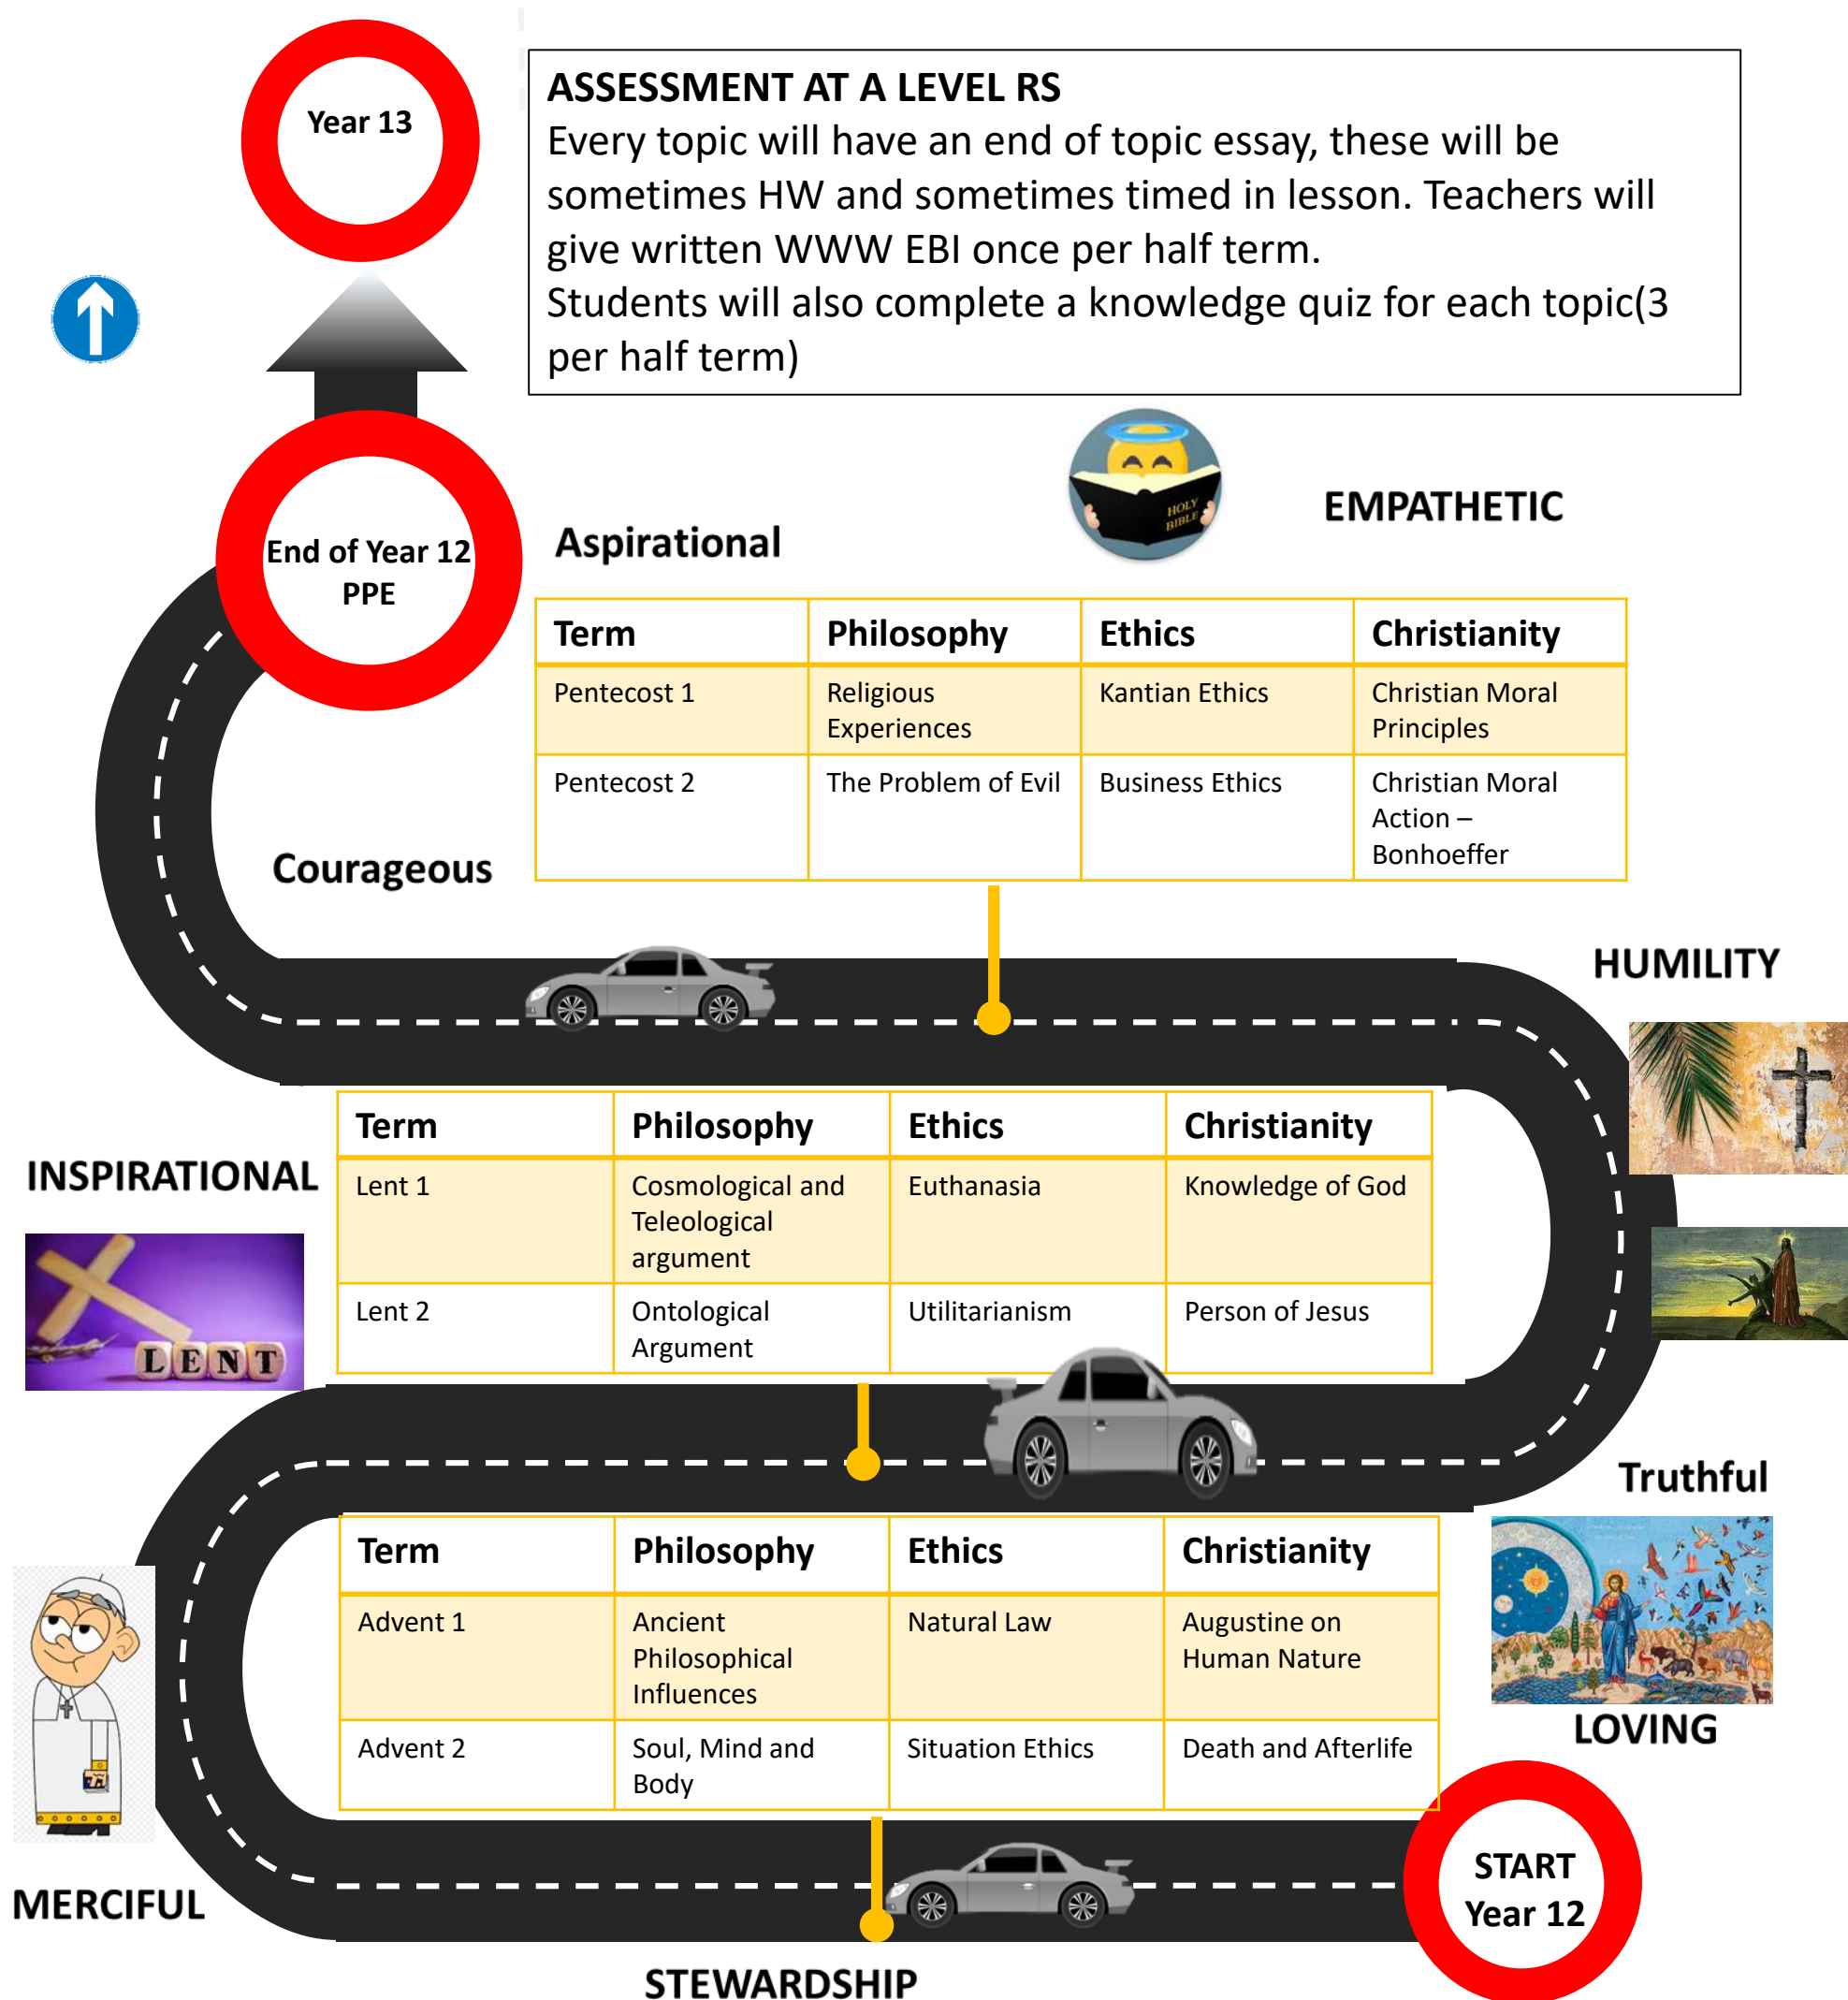 Year 13
ASSESSMENT AT A LEVEL RS
Every topic will have an end of topic essay, these will be
sometimes HW and sometimes timed in lesson. Teachers will
give written WWW EBI once per half term.
Students will also complete a knowledge quiz for each topic(3
per half term)
HOLY
BIBLE
EMPATHETIC
Aspirational
End of Year 12
PPE
Term Philosophy Ethics Christianity
Pentecost 1 Religious Experiences Kantian Ethics Christian Moral Principles
Pentecost 2 The Problem of Evil Business Ethics Christian Moral Action – Bonhoeffer
Courageous
HUMILITY
Term Philosophy Ethics Christianity
Lent 1 Cosmological and Teleological argument Euthanasia Knowledge of God
Lent 2 Ontological Argument Utilitarianism Person of Jesus
INSPIRATIONAL
LENT
Truthful
Term Philosophy Ethics Christianity
Advent 1 Ancient Philosophical Influences Natural Law Augustine on Human Nature
Advent 2 Soul, Mind and Body Situation Ethics Death and Afterlife
LOVING
START
Year 12
MERCIFUL
STEWARDSHIP